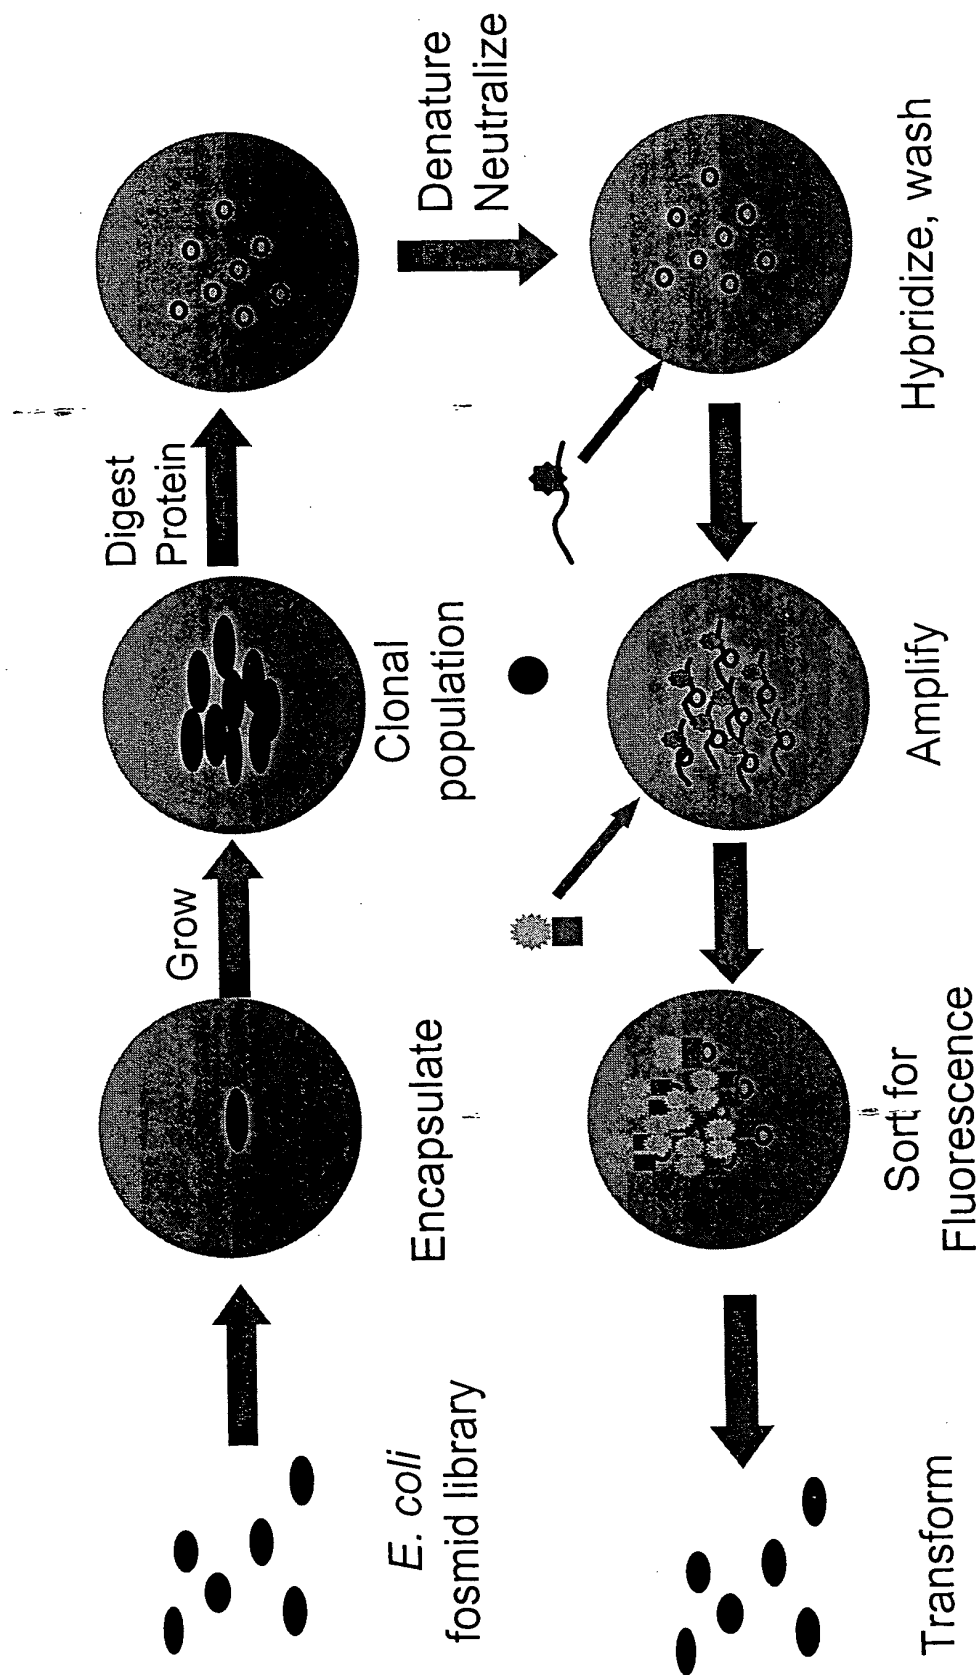 E. coli
fosmid library
Encapsulate
Grow
Clonal
population
Digest
Protein
Denature
Neutralize
Hybridize, wash
Amplify
Sort for
Fluorescence
Transform